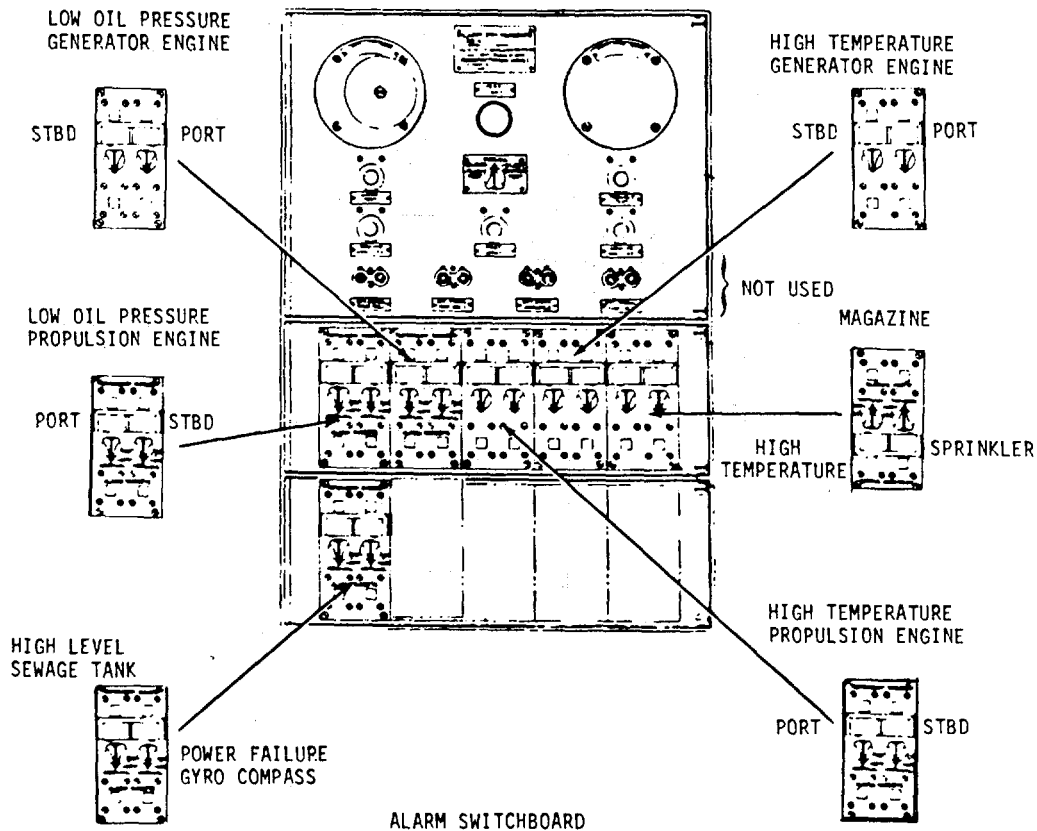 LOW OIL PRESSURE
GENERATOR ENGINE
STBD
PORT
HIGH TEMPERATURE
GENERATOR ENGINE
STBD
PORT
NOT USED
LOW OIL PRESSURE
PROPULSION ENGINE
PORT
STBD
MAGAZINE
HIGH
TEMPERATURE
SPRINKLER
HIGH LEVEL
SEWAGE TANK
POWER FAILURE
GYRO COMPASS
HIGH TEMPERATURE
PROPULSION ENGINE
PORT
STBD
ALARM SWITCHBOARD